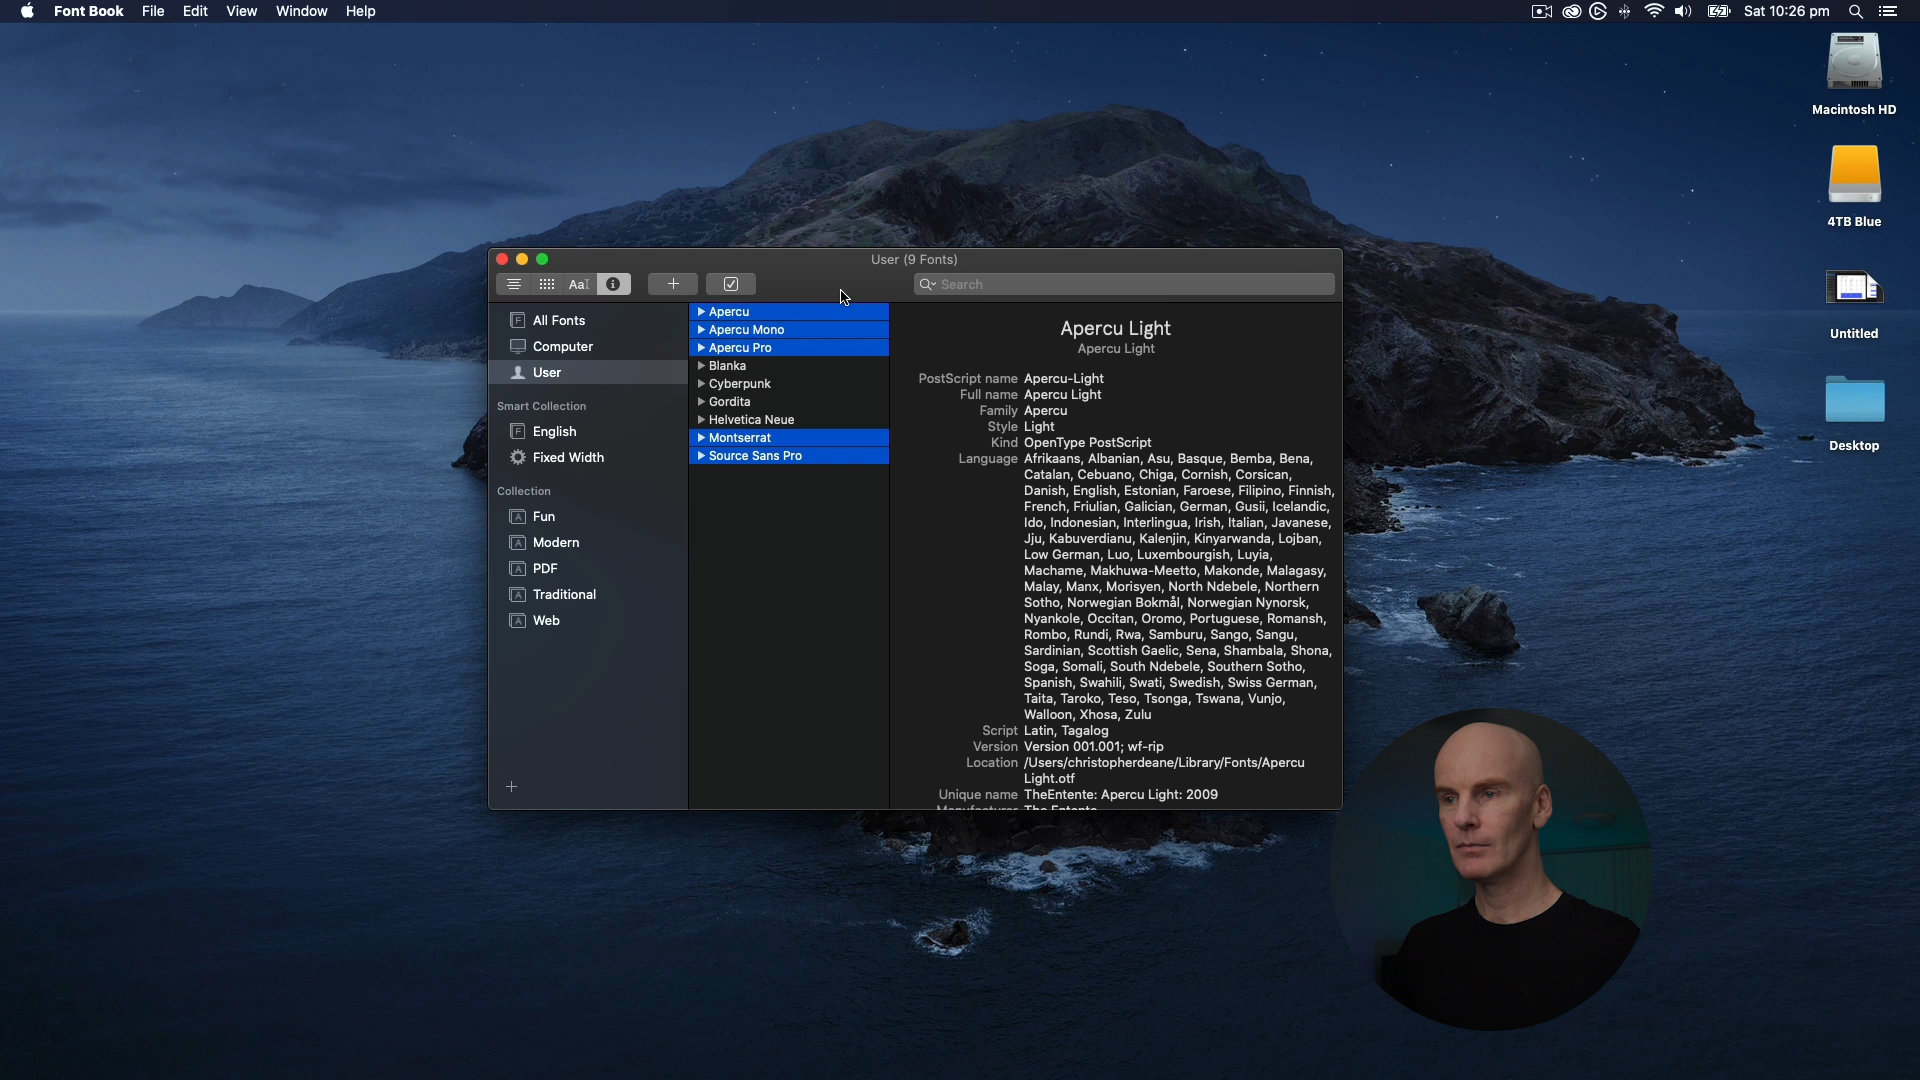 Font Book File Edit View Window Help
Sat 10:26 pm
Macintosh HD
4TB Blue
Untitled
Desktop
User (9 Fonts)
Aa
Search
All Fonts
Computer
User
Smart Collection
English
Fixed Width
Collection
Fun
Modern
PDF
Traditional
Web
Apercu
Apercu Mono
Apercu Pro
Blanka
Cyberpunk
Gordita
Helvetica Neue
Montserrat
Source Sans Pro
Apercu Light
Apercu Light
PostScript name Apercu-Light
Full name Apercu Light
Family Apercu
Style Light
Kind OpenType PostScript
Language Afrikaans, Albanian, Asu, Basque, Bemba, Bena,
Catalan, Cebuano, Chiga, Cornish, Corsican,
Danish, English, Estonian, Faroese, Filipino, Finnish,
French, Friulian, Galician, German, Gusii, Icelandic,
Ido, Indonesian, Interlingua, Irish, Italian, Javanese,
Jju, Kabuverdianu, Kalenjin, Kinyarwanda, Lojban,
Low German, Luo, Luxembourgish, Luyia,
Machame, Makhuwa-Meetto, Makonde, Malagasy,
Malay, Manx, Morisyen, North Ndebele, Northern
Sotho, Norwegian Bokmål, Norwegian Nynorsk,
Nyankole, Occitan, Oromo, Portuguese, Romansh,
Rombo, Rundi, Rwa, Samburu, Sango, Sangu,
Sardinian, Scottish Gaelic, Sena, Shambala, Shona,
Soga, Somali, South Ndebele, Southern Sotho,
Spanish, Swahili, Swati, Swedish, Swiss German,
Taita, Taroko, Teso, Tsonga, Tswana, Vunjo,
Walloon, Xhosa, Zulu
Script Latin, Tagalog
Version Version 001.001; wf-rip
Location /Users/christopherdeane/Library/Fonts/Apercu
Light.otf
Unique name TheEntente: Apercu Light: 2009
Manufacturer The Entente